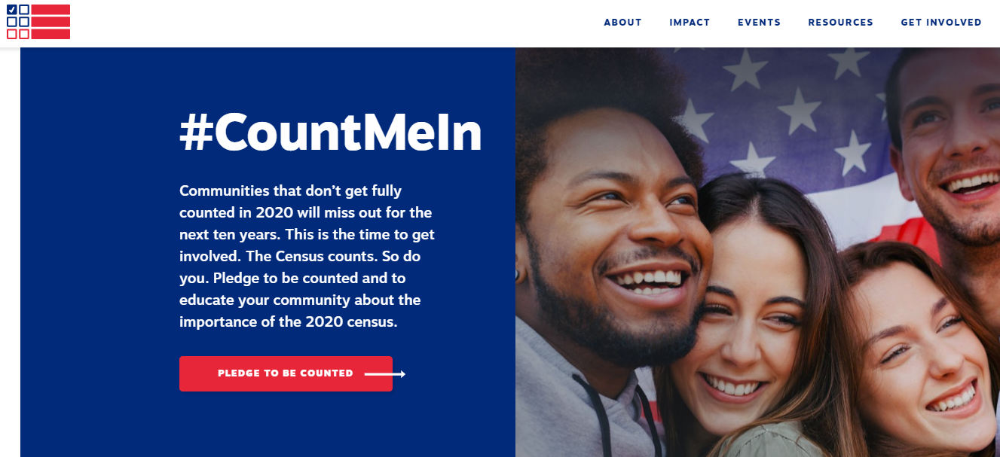 ABOUT IMPACT EVENTS RESOURCES GET INVOLVED
#CountMeIn
Communities that don’t get fully
counted in 2020 will miss out for the
next ten years. This is the time to get
involved. The Census counts. So do
you. Pledge to be counted and to
educate your community about the
importance of the 2020 census.
PLEDGE TO BE COUNTED